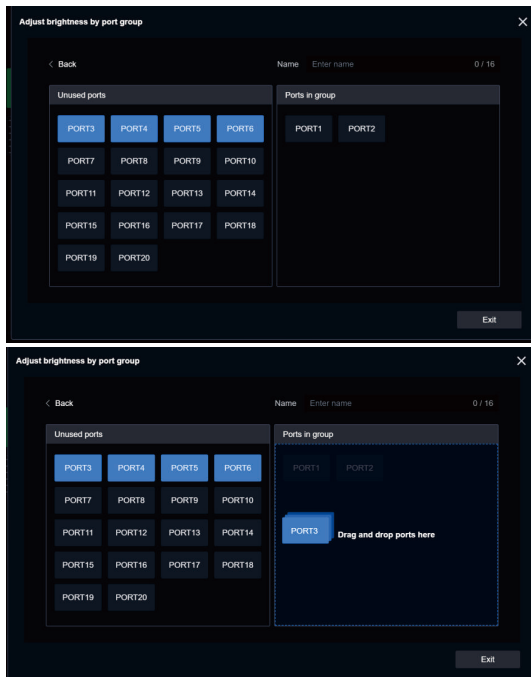 Adjust brightness by port group
Back Name Enter name 0 / 16
Unused ports Ports in group
PORT3 PORT4 PORT5 PORT6 PORT1 PORT2
PORT7 PORT8 PORT9 PORT10
PORT11 PORT12 PORT13 PORT14
PORT15 PORT16 PORT17 PORT18
PORT19 PORT20
Exit
Adjust brightness by port group
Back Name Enter name 0 / 16
Unused ports Ports in group
PORT3 PORT4 PORT5 PORT6 PORT1 PORT2
PORT7 PORT8 PORT9 PORT10
PORT11 PORT12 PORT13 PORT14 PORT3 Drag and drop ports here
PORT15 PORT16 PORT17 PORT18
PORT19 PORT20
Exit